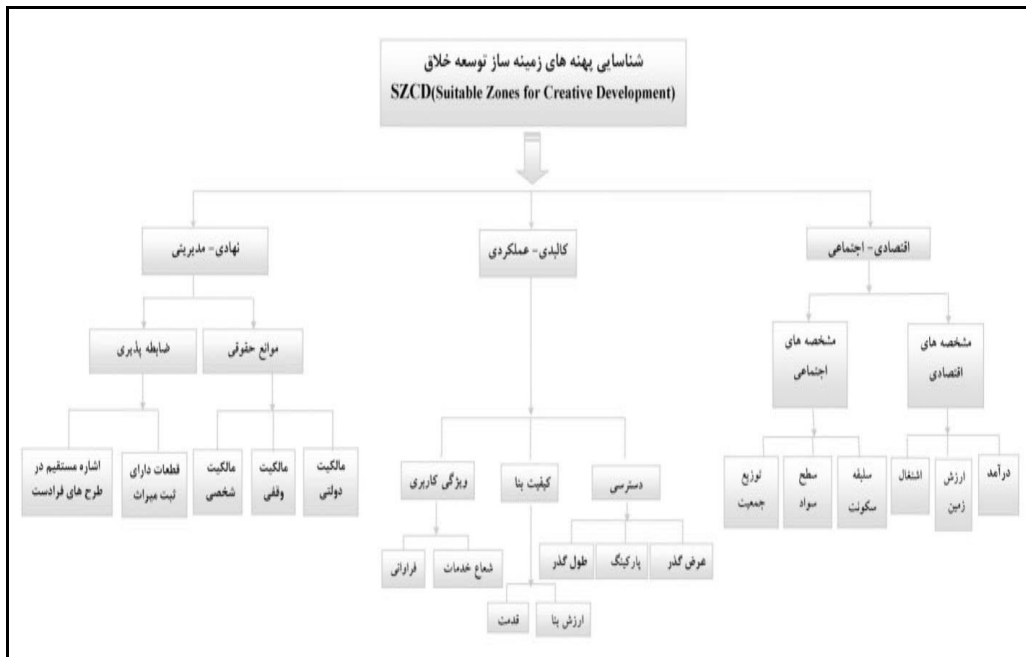 شناسایی پهنه های زمینه ساز توسعه خلاق
SZCD(Suitable Zones for Creative Development)
اقتصادی- اجتماعی
کالبدی- عملکردی
نهادی- مدیریتی
مشخصه های
اقتصادی
مشخصه های
اجتماعی
موانع حقوقی
ضابطه پذیری
درآمد
ارزش
زمین
اشتغال
سابقه
سکونت
سطح
سواد
توزیع
جمعیت
دسترسی
کیفیت بنا
ویژگی کاربری
مالکیت
دولتی
مالکیت
وقفی
مالکیت
شخصی
قطعات دارای
ثبت میراث
اشاره مستقیم در
طرح های فرادست
عرض گذر
پارکینگ
طول گذر
شعاع خدمات
فراوانی
ارزش بنا
قدمت